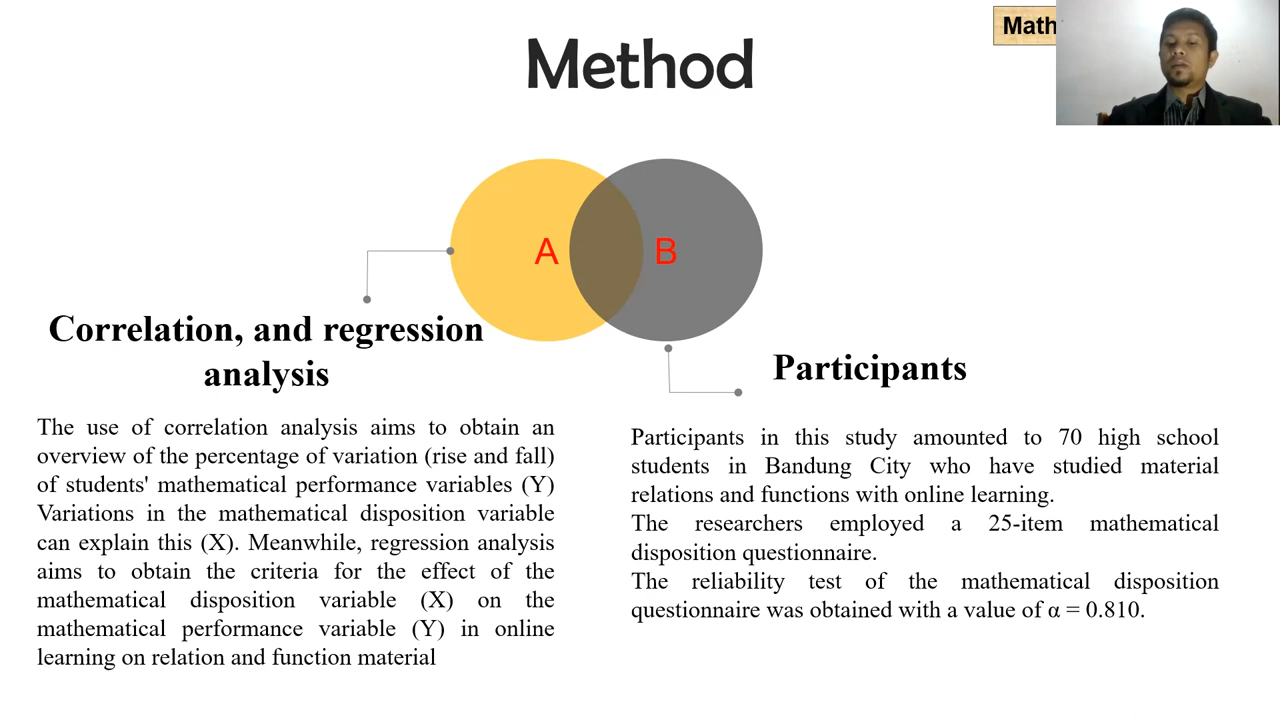 Math
Method
A
B
Correlation, and regression
analysis
The use of correlation analysis aims to obtain an
overview of the percentage of variation (rise and fall)
of students' mathematical performance variables (Y)
Variations in the mathematical disposition variable
can explain this (X). Meanwhile, regression analysis
aims to obtain the criteria for the effect of the
mathematical disposition variable (X) on the
mathematical performance variable (Y) in online
learning on relation and function material
Participants
Participants in this study amounted to 70 high school
students in Bandung City who have studied material
relations and functions with online learning.
The researchers employed a 25-item mathematical
disposition questionnaire.
The reliability test of the mathematical disposition
questionnaire was obtained with a value of α = 0.810.